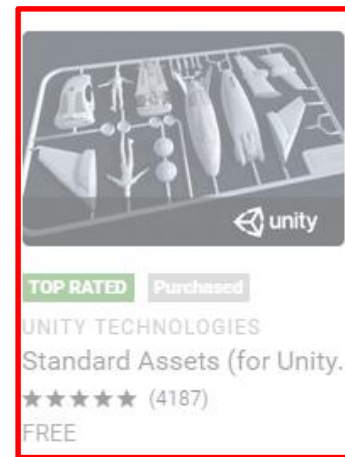 unity
TOP RATED Purchased
UNITY TECHNOLOGIES
Standard Assets (for Unity.
★★★★★ (4187)
FREE